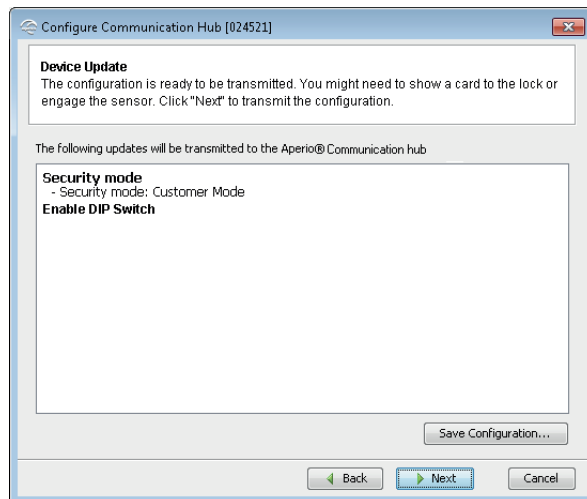 Configure Communication Hub [024521]
Device Update
The configuration is ready to be transmitted. You might need to show a card to the lock or
engage the sensor. Click "Next" to transmit the configuration.
The following updates will be transmitted to the Aperio® Communication hub
Security mode
- Security mode: Customer Mode
Enable DIP Switch
Save Configuration...
Back
Next
Cancel